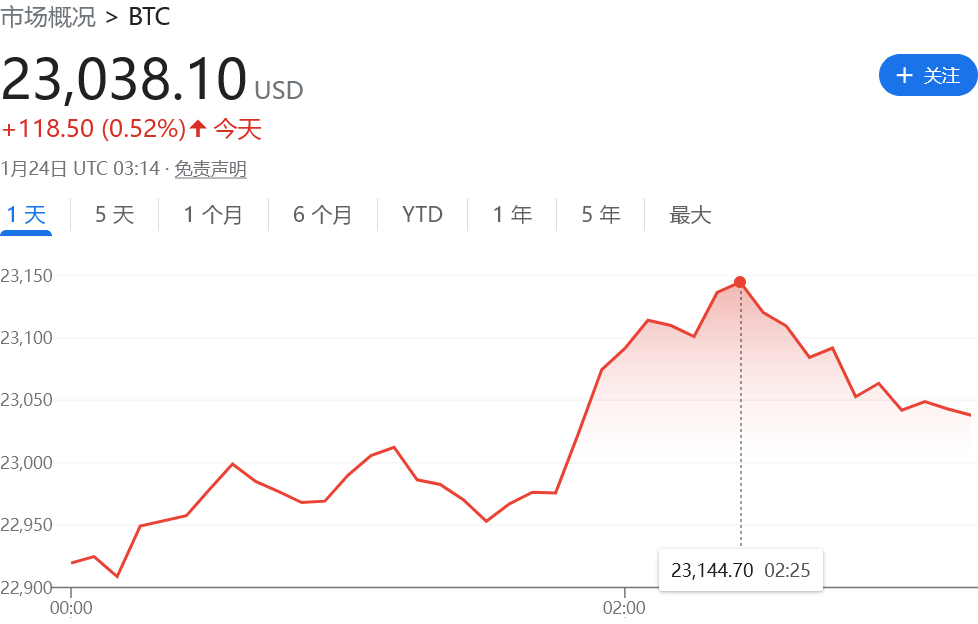 市场概况 > BTC
23,038.10 USD
+ 关注
+118.50 (0.52%) 今天
1月24日 UTC 03:14 · 免责声明
1 天 5 天 1 个月 6 个月 YTD 1 年 5 年 最大
23,150
23,100
23,050
23,000
22,950
22,900
23,144.70 02:25
00:00 02:00